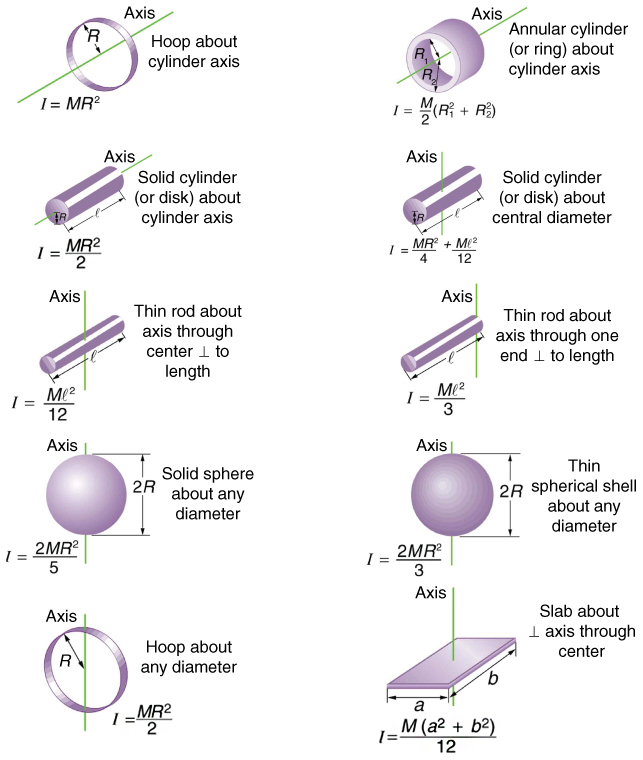 Axis
R
Hoop about
cylinder axis
I = MR²
Axis
R₁
R₂
Annular cylinder
(or ring) about
cylinder axis
I = M/2 (R₁² + R₂²)
Axis
R
ℓ
Solid cylinder
(or disk) about
cylinder axis
I = MR²/2
Axis
R
ℓ
Solid cylinder
(or disk) about
central diameter
I = MR²/4 + Mℓ²/12
Axis
ℓ
Thin rod about
axis through
center ⊥ to
length
I = Mℓ²/12
Axis
ℓ
Thin rod about
axis through one
end ⊥ to length
I = Mℓ²/3
Axis
2R
Solid sphere
about any
diameter
I = 2MR²/5
Axis
2R
Thin
spherical shell
about any
diameter
I = 2MR²/3
Axis
R
Hoop about
any diameter
I = MR²/2
Axis
a
b
Slab about
⊥ axis through
center
I = M (a² + b²)/12